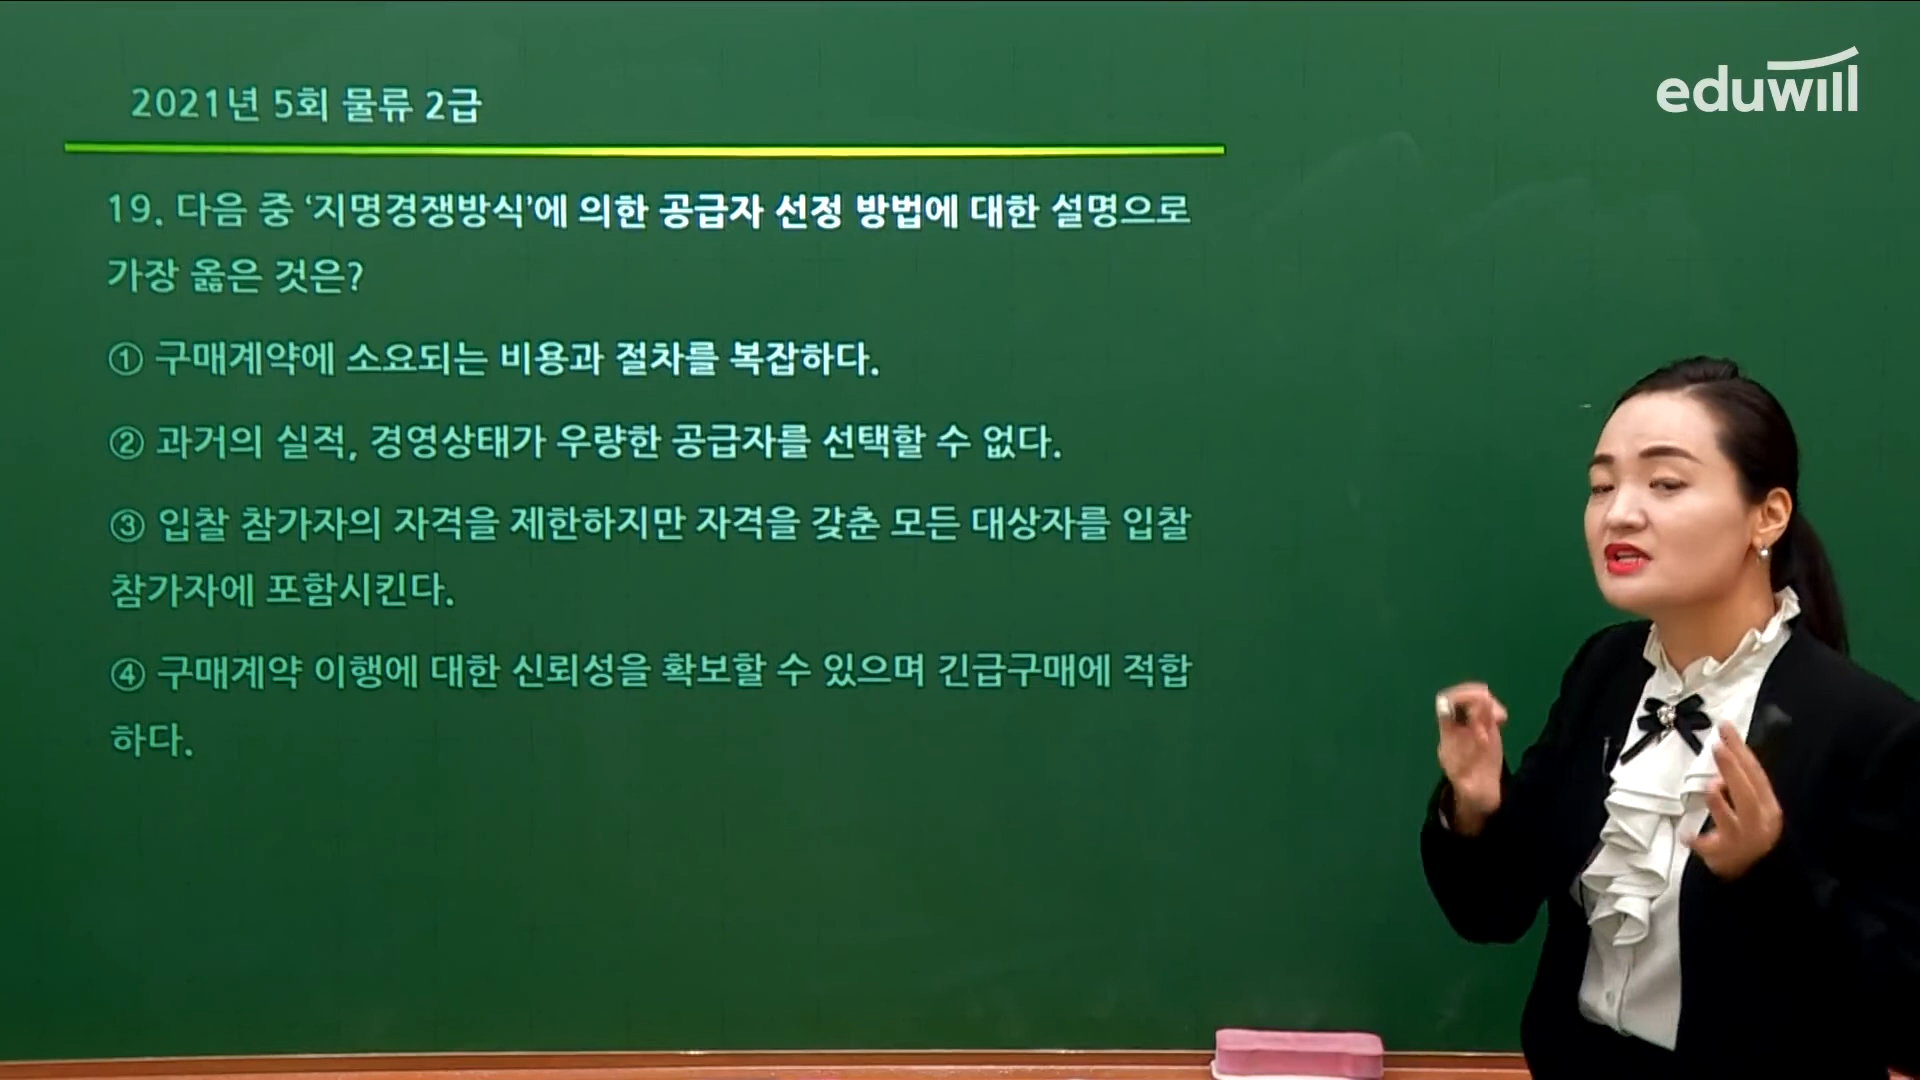 eduwill
2021년 5회 물류 2급
19. 다음 중 ‘지명경쟁방식’에 의한 공급자 선정 방법에 대한 설명으로
가장 옳은 것은?
① 구매계약에 소요되는 비용과 절차를 복잡하다.
② 과거의 실적, 경영상태가 우량한 공급자를 선택할 수 없다.
③ 입찰 참가자의 자격을 제한하지만 자격을 갖춘 모든 대상자를 입찰
참가자에 포함시킨다.
④ 구매계약 이행에 대한 신뢰성을 확보할 수 있으며 긴급구매에 적합
하다.